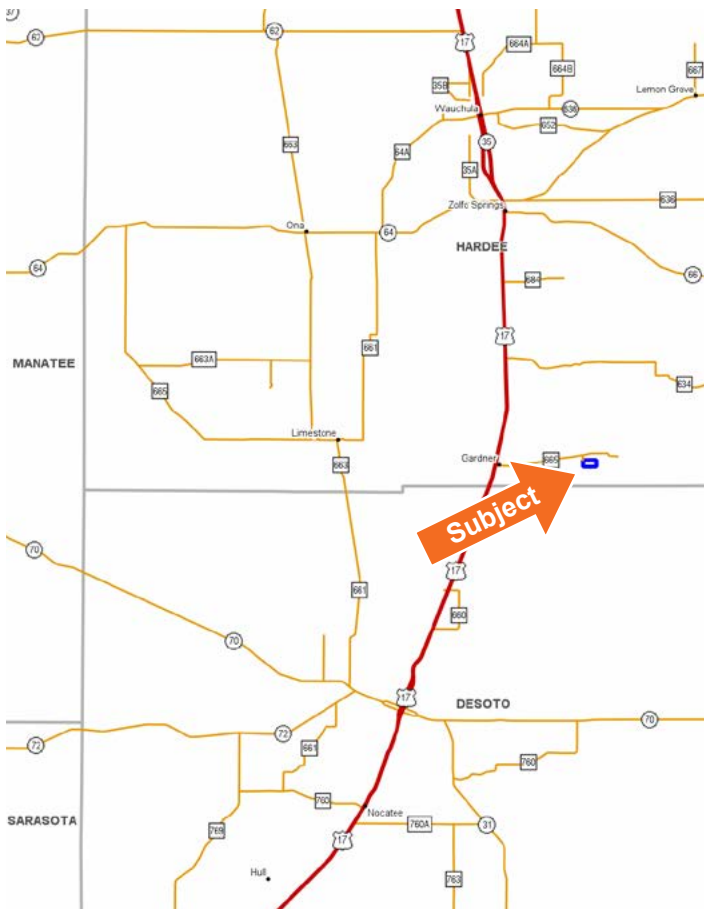 37
62
62
17
664A
664B
667
35B
Lemon Grove
Wauchula
636
652
663
64A
35
35A
Zolfo Springs
636
Ona
64
HARDEE
64
66
684
17
661
663A
MANATEE
665
634
Limestone
663
Gardner
665
Subject
70
17
661
660
70
17
DESOTO
70
72
72
661
760
760
Nocatee
SARASOTA
769
760A
31
17
Hull
763